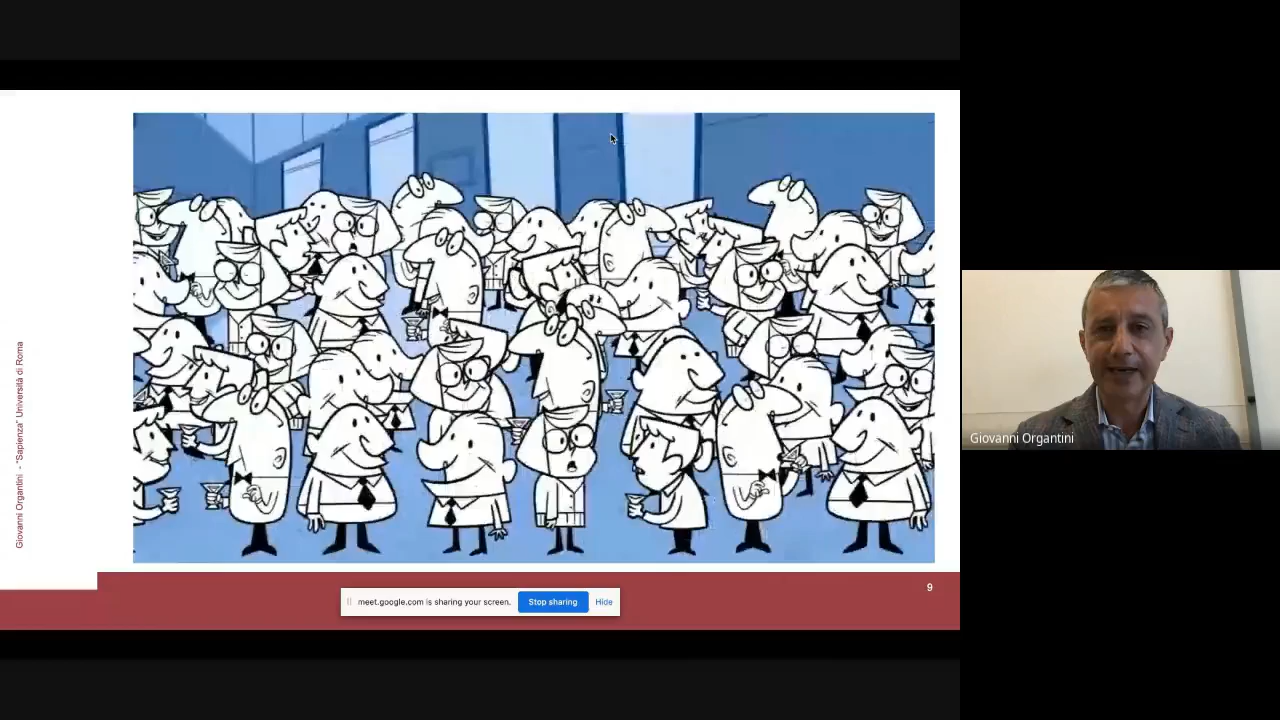 Giovanni Organtini - "Sapienza" Università di Roma
9
meet.google.com is sharing your screen. Stop sharing Hide
Giovanni Organtini